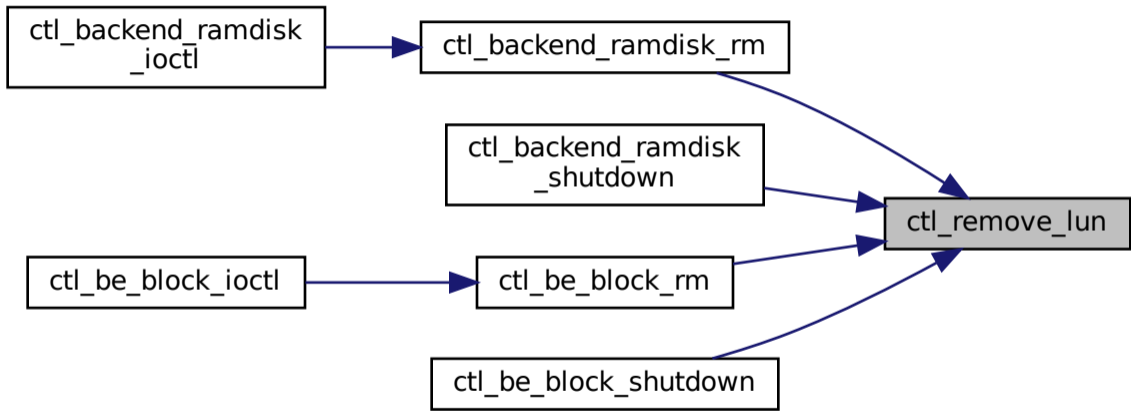 ctl_backend_ramdisk
_ioctl
ctl_backend_ramdisk_rm
ctl_backend_ramdisk
_shutdown
ctl_remove_lun
ctl_be_block_ioctl
ctl_be_block_rm
ctl_be_block_shutdown